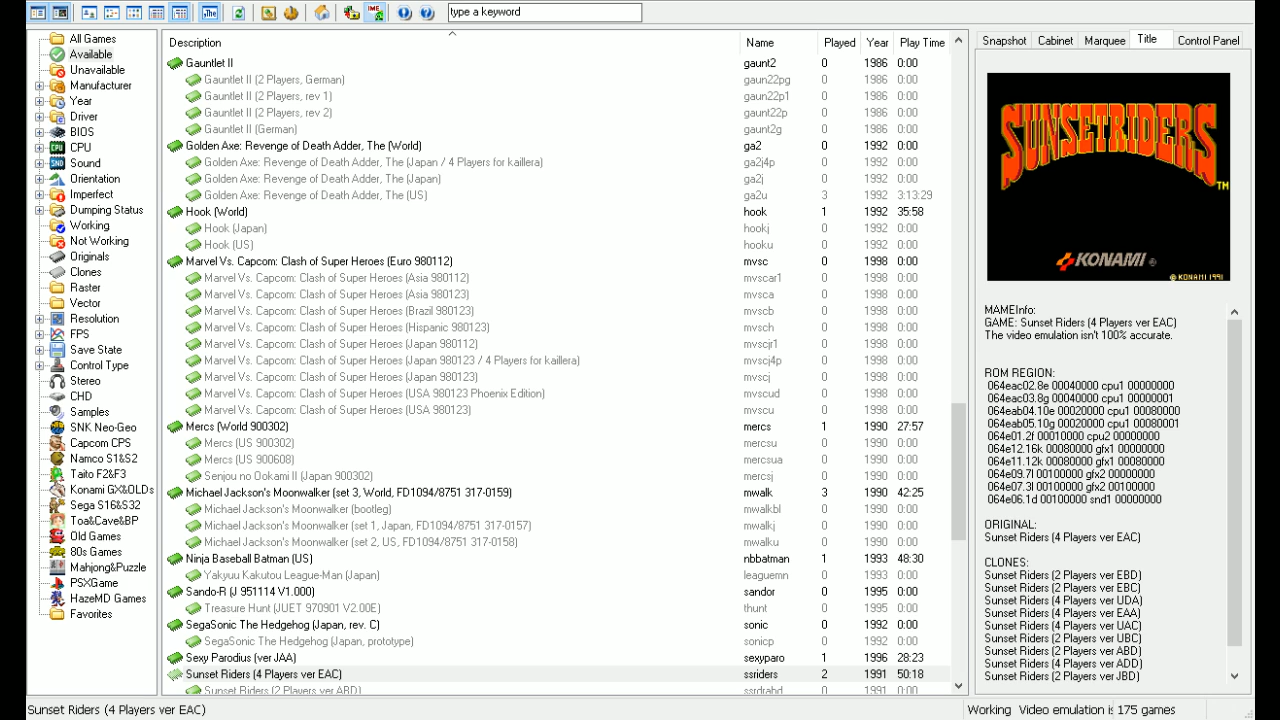 type a keyword
All Games
Available
Unavailable
Manufacturer
Year
Driver
BIOS
CPU
Sound
Orientation
Imperfect
Dumping Status
Working
Not Working
Originals
Clones
Raster
Vector
Resolution
FPS
Save State
Control Type
Stereo
CHD
Samples
SNK Neo-Geo
Capcom CPS
Namco S1&S2
Taito F2&F3
Konami GX&OLDs
Sega S16&S32
Toa&Cave&BP
Old Games
80s Games
Mahjong&Puzzle
PSXGame
HazeMD Games
Favorites
Description Name Played Year Play Time
Gauntlet II gaunt2 0 1986 0:00
Gauntlet II (2 Players, German) gaun22pg 0 1986 0:00
Gauntlet II (2 Players, rev 1) gaun22p1 0 1986 0:00
Gauntlet II (2 Players, rev 2) gaunt22p 0 1986 0:00
Gauntlet II (German) gaunt2g 0 1986 0:00
Golden Axe: Revenge of Death Adder, The (World) ga2 0 1992 0:00
Golden Axe: Revenge of Death Adder, The (Japan / 4 Players for kaillera) ga2j4p 0 1992 0:00
Golden Axe: Revenge of Death Adder, The (Japan) ga2j 0 1992 0:00
Golden Axe: Revenge of Death Adder, The (US) ga2u 3 1992 3:13:29
Hook (World) hook 1 1992 35:58
Hook (Japan) hookj 0 1992 0:00
Hook (US) hooku 0 1992 0:00
Marvel Vs. Capcom: Clash of Super Heroes (Euro 980112) mvsc 0 1998 0:00
Marvel Vs. Capcom: Clash of Super Heroes (Asia 980112) mvscar1 0 1998 0:00
Marvel Vs. Capcom: Clash of Super Heroes (Asia 980123) mvsca 0 1998 0:00
Marvel Vs. Capcom: Clash of Super Heroes (Brazil 980123) mvscb 0 1998 0:00
Marvel Vs. Capcom: Clash of Super Heroes (Hispanic 980123) mvsch 0 1998 0:00
Marvel Vs. Capcom: Clash of Super Heroes (Japan 980112) mvscjr1 0 1998 0:00
Marvel Vs. Capcom: Clash of Super Heroes (Japan 980123 / 4 Players for kaillera) mvscj4p 0 1998 0:00
Marvel Vs. Capcom: Clash of Super Heroes (Japan 980123) mvscj 0 1998 0:00
Marvel Vs. Capcom: Clash of Super Heroes (USA 980123 Phoenix Edition) mvscud 0 1998 0:00
Marvel Vs. Capcom: Clash of Super Heroes (USA 980123) mvscu 0 1998 0:00
Mercs (World 900302) mercs 1 1990 27:57
Mercs (US 900302) mercsu 0 1990 0:00
Mercs (US 900608) mercsua 0 1990 0:00
Senjou no Ookami II (Japan 900302) mercsj 0 1990 0:00
Michael Jackson's Moonwalker (set 3, World, FD1094/8751 317-0159) mwalk 3 1990 42:25
Michael Jackson's Moonwalker (bootleg) mwalkbl 0 1990 0:00
Michael Jackson's Moonwalker (set 1, Japan, FD1094/8751 317-0157) mwalkj 0 1990 0:00
Michael Jackson's Moonwalker (set 2, US, FD1094/8751 317-0158) mwalku 0 1990 0:00
Ninja Baseball Batman (US) nbbatman 1 1993 48:30
Yakyuu Kakutou League-Man (Japan) leaguemn 0 1993 0:00
Sando-R (J 951114 V1.000) sandor 0 1995 0:00
Treasure Hunt (JUET 970901 V2.00E) thunt 0 1995 0:00
SegaSonic The Hedgehog (Japan, rev. C) sonic 0 1992 0:00
SegaSonic The Hedgehog (Japan, prototype) sonicp 0 1992 0:00
Sexy Parodius (ver JAA) sexyparo 1 1996 28:23
Sunset Riders (4 Players ver EAC) ssriders 2 1991 50:18
Sunset Riders (2 Players ver ABD) ssrdrabd 0 1991 0:00
Snapshot Cabinet Marquee Title Control Panel
SUNSETRIDERS
TM
KONAMI ®
© KONAMI 1991
MAMEInfo:
GAME: Sunset Riders (4 Players ver EAC)
The video emulation isn't 100% accurate.
ROM REGION:
064eac02.8e 00040000 cpu1 00000000
064eac03.8g 00040000 cpu1 00000001
064eab04.10e 00020000 cpu1 00080000
064eab05.10g 00020000 cpu1 00080001
064e01.2f 00010000 cpu2 00000000
064e12.16k 00080000 gfx1 00000000
064e11.12k 00080000 gfx1 00080000
064e09.7l 00100000 gfx2 00000000
064e07.3l 00100000 gfx2 00100000
064e06.1d 00100000 snd1 00000000
ORIGINAL:
Sunset Riders (4 Players ver EAC)
CLONES:
Sunset Riders (2 Players ver EBD)
Sunset Riders (2 Players ver EBC)
Sunset Riders (4 Players ver UDA)
Sunset Riders (4 Players ver EAA)
Sunset Riders (4 Players ver UAC)
Sunset Riders (2 Players ver UBC)
Sunset Riders (2 Players ver ABD)
Sunset Riders (4 Players ver ADD)
Sunset Riders (2 Players ver JBD)
Sunset Riders (4 Players ver EAC) Working Video emulation is 175 games